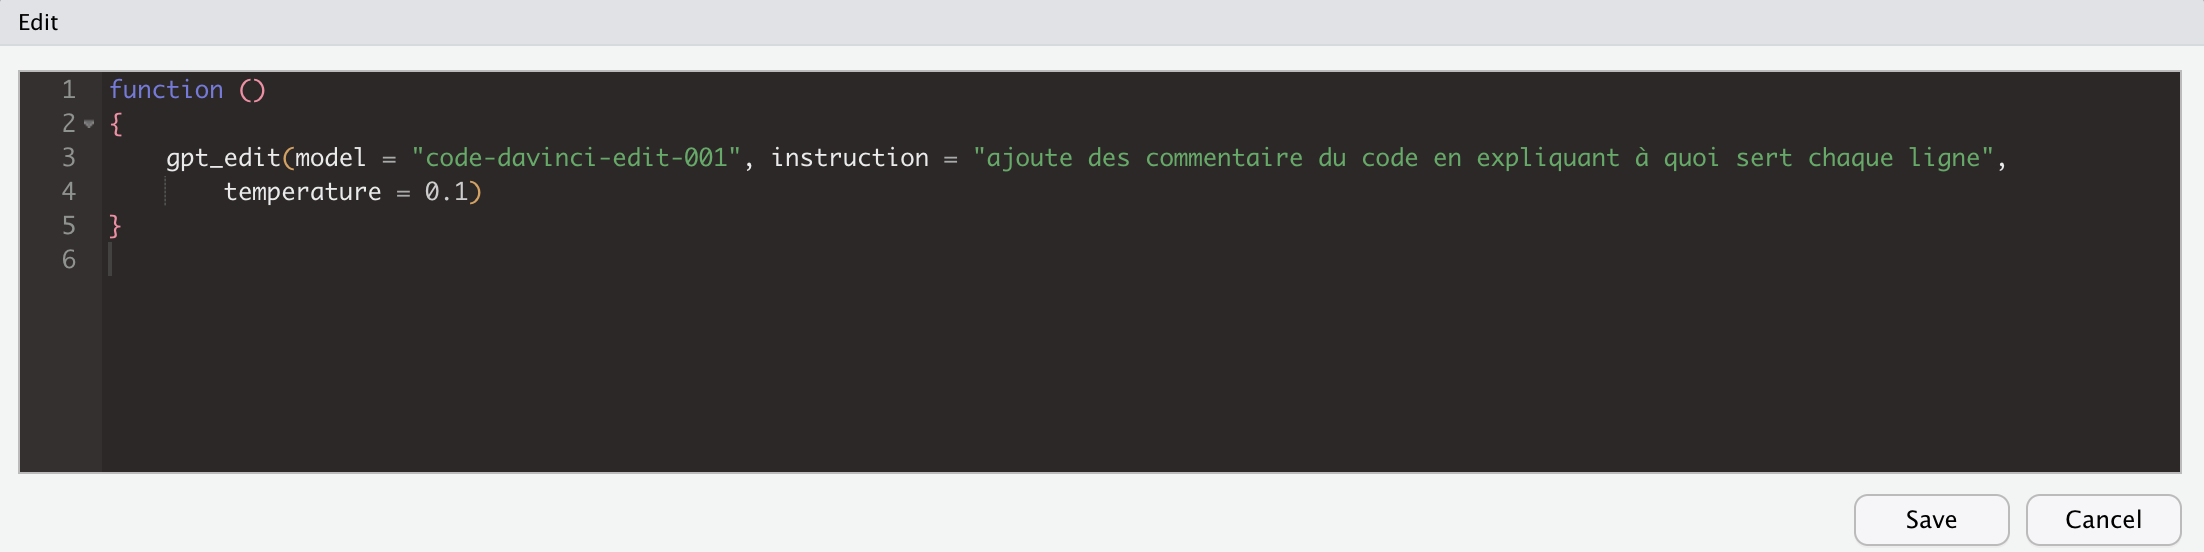 Edit
1 function ()
2 {
3     gpt_edit(model = "code-davinci-edit-001", instruction = "ajoute des commentaire du code en expliquant à quoi sert chaque ligne",
4         temperature = 0.1)
5 }
6
Save Cancel